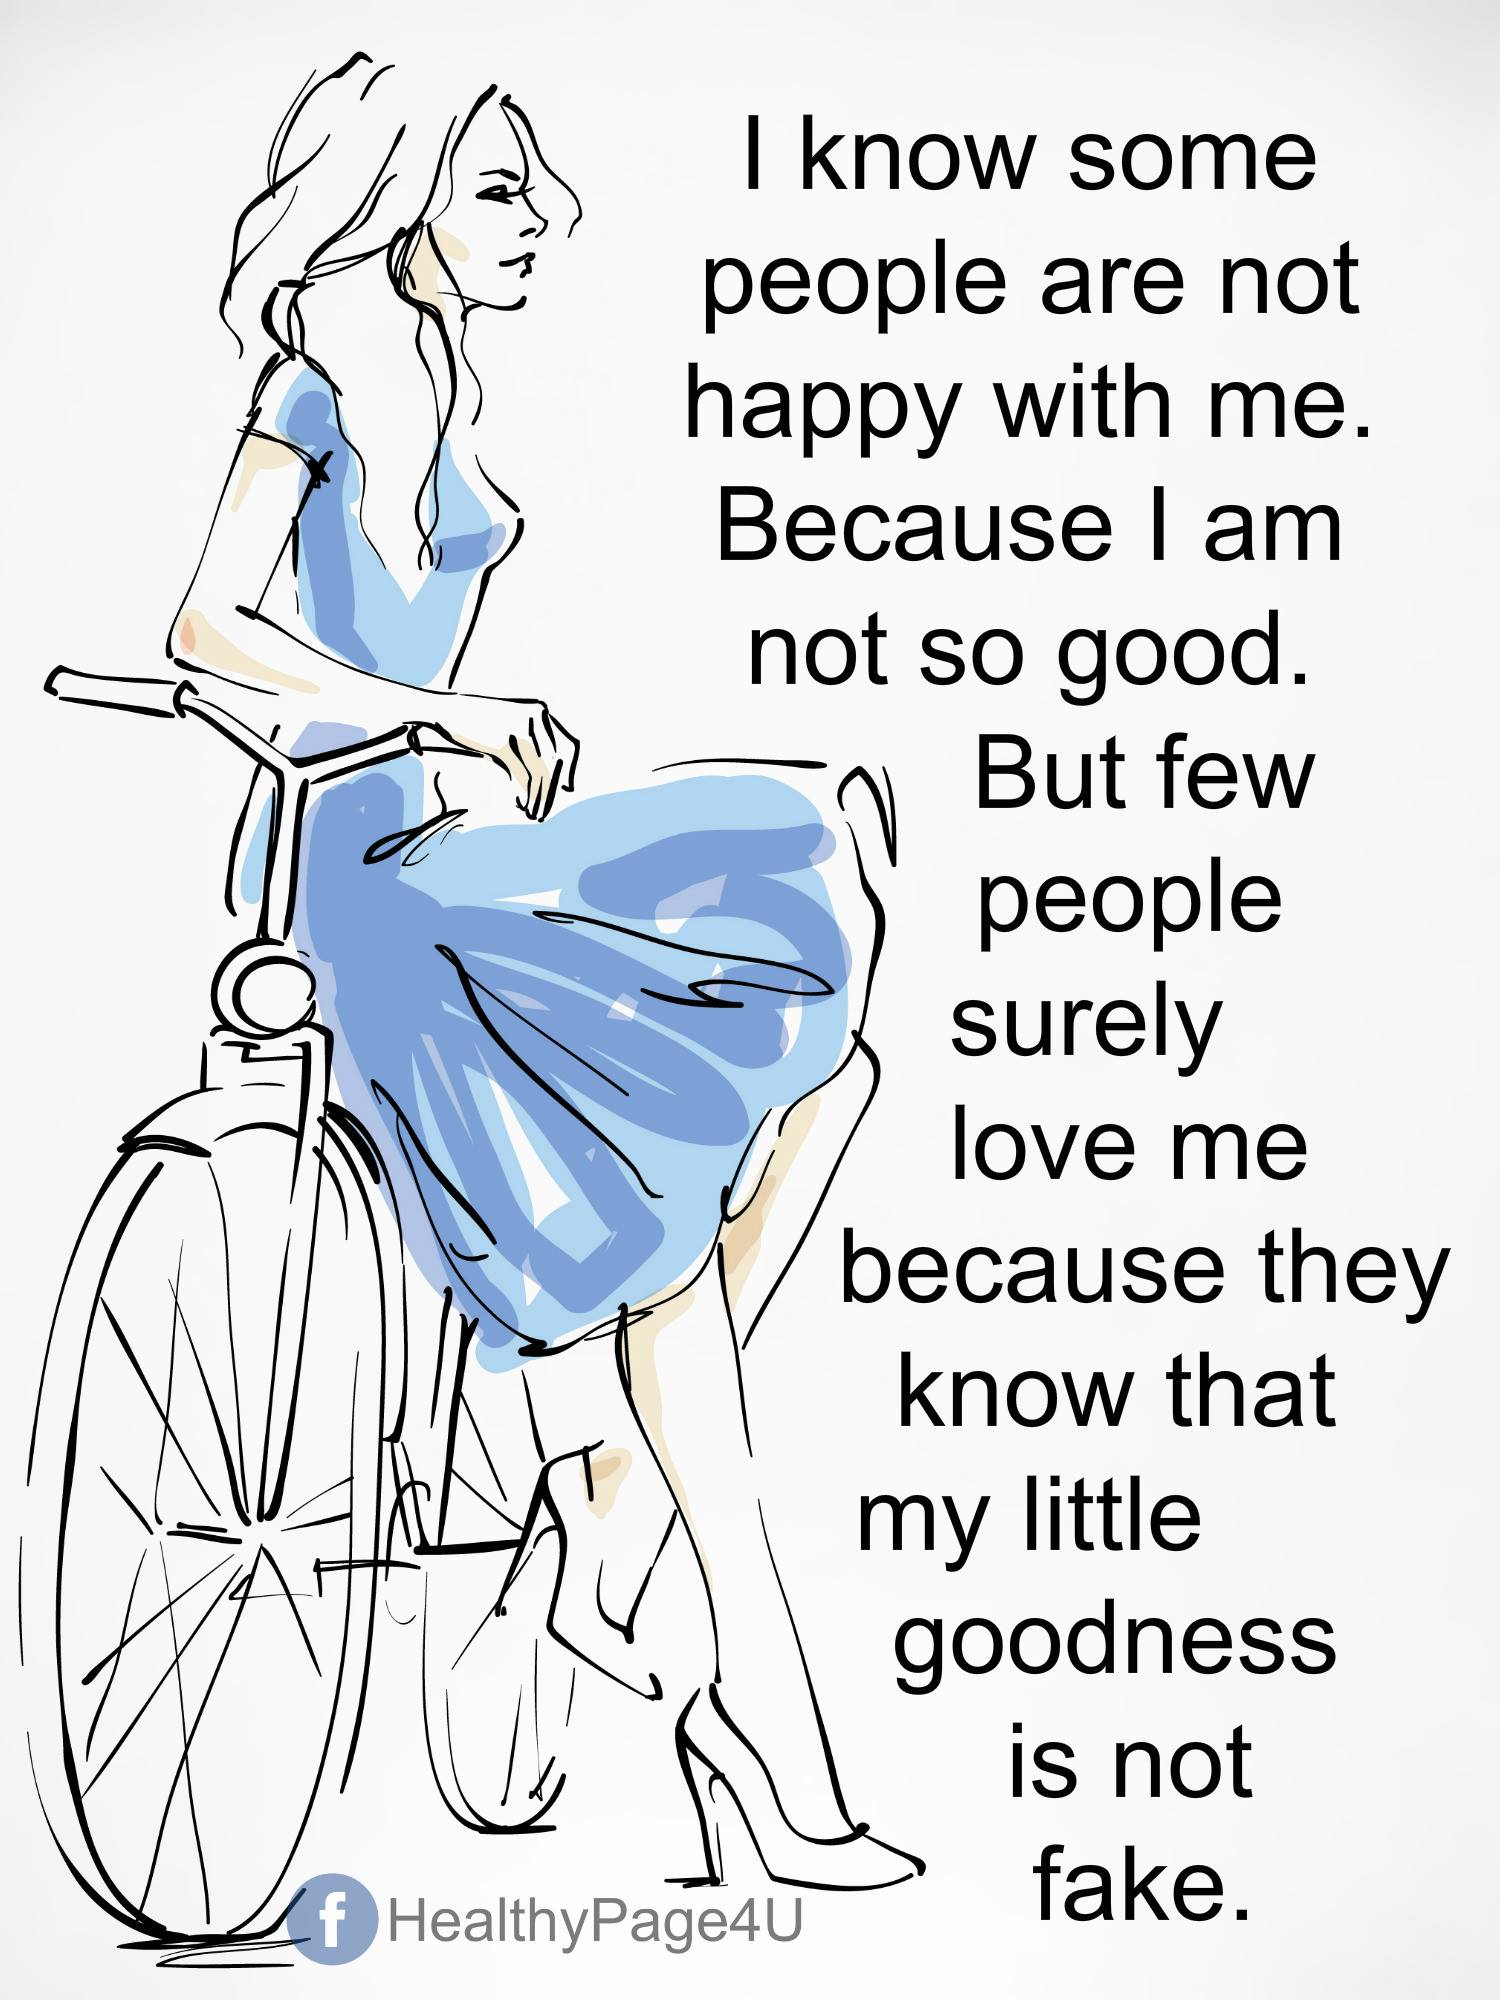 I know some
people are not
happy with me.
Because I am
not so good.
But few
people
surely
love me
because they
know that
my little
goodness
is not
fake.
f HealthyPage4U